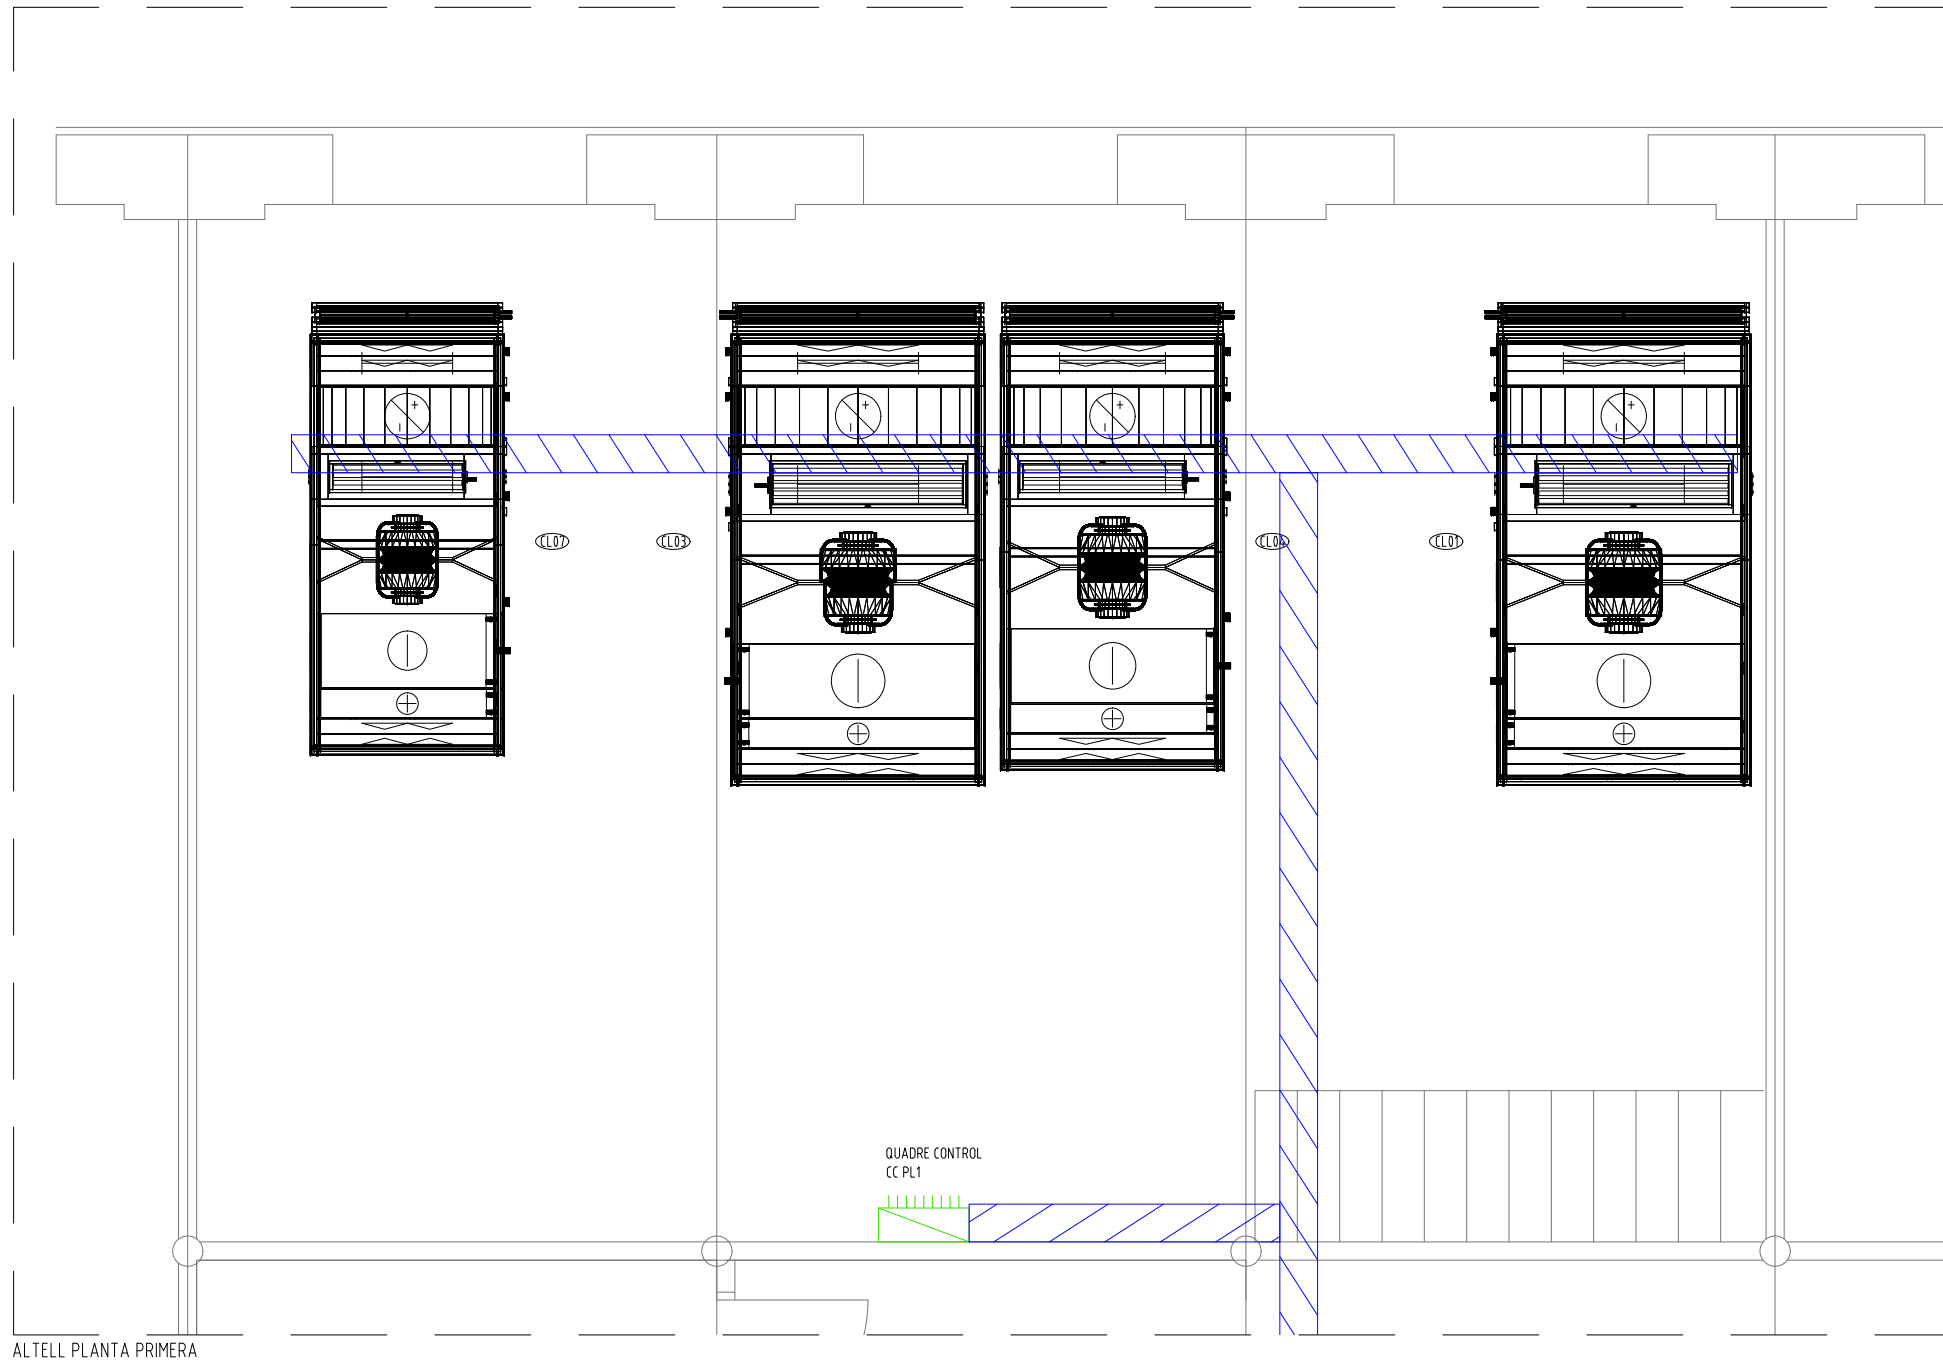 CL07
CL03
CL04
CL01
QUADRE CONTROL
CC PL1
ALTELL PLANTA PRIMERA